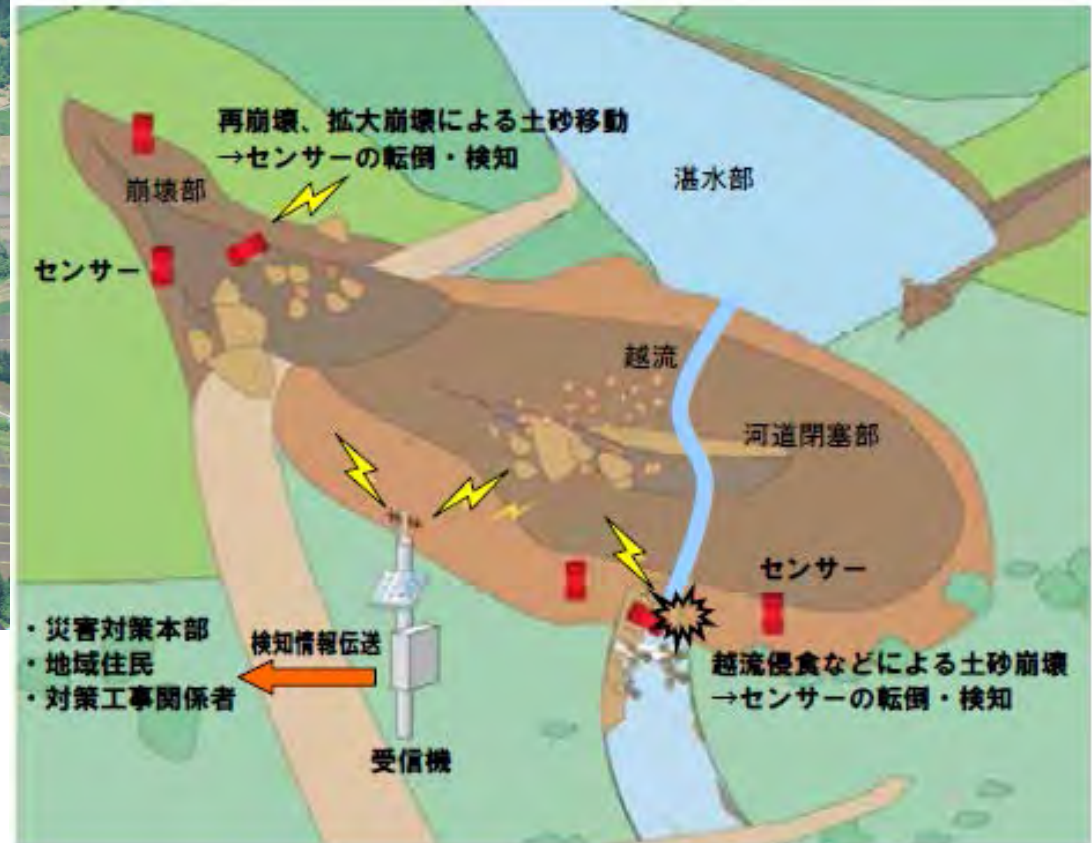 再崩壊、拡大崩壊による土砂移動
→センサーの転倒・検知
崩壊部
湛水部
センサー
越流
河道閉塞部
センサー
・災害対策本部
・地域住民
・対策工事関係者
検知情報伝送
越流侵食などによる土砂崩壊
→センサーの転倒・検知
受信機